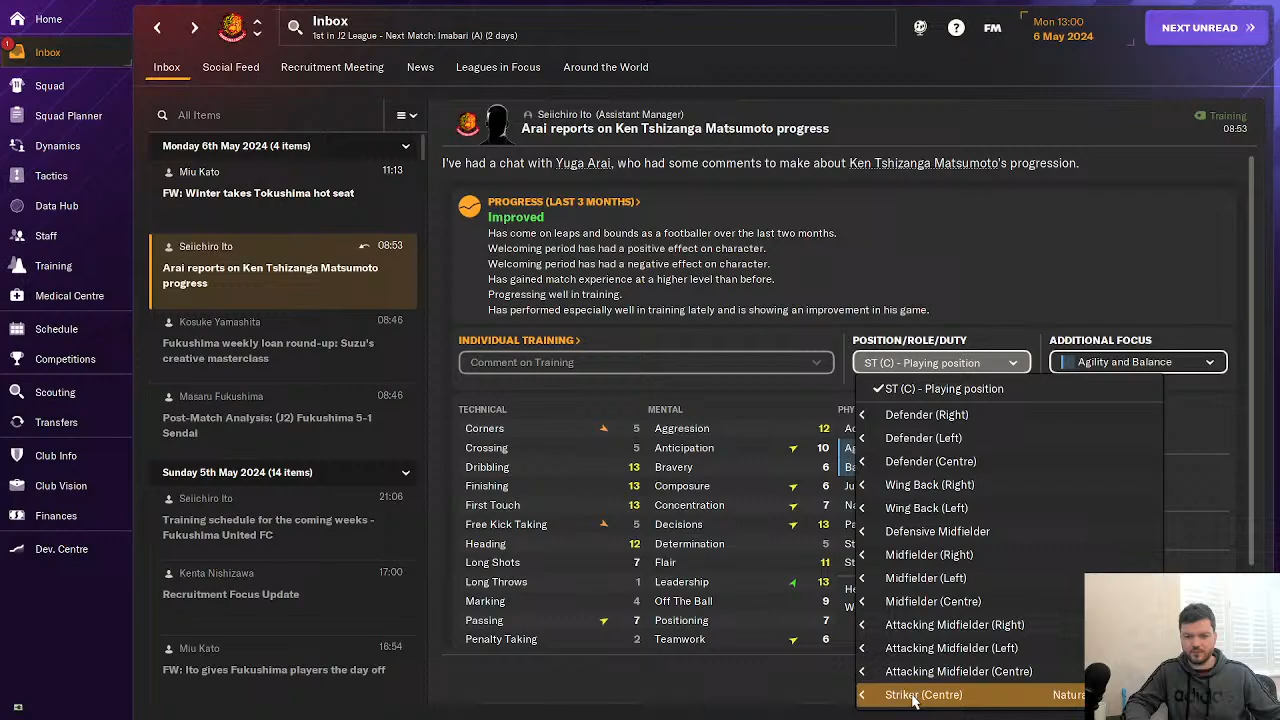 Home
Inbox
1st in J2 League - Next Match: Imabari (A) (2 days)
FM
Mon 13:00
6 May 2024
NEXT UNREAD
1
Inbox
Squad
Squad Planner
Dynamics
Tactics
Data Hub
Staff
Training
Medical Centre
Schedule
Competitions
Scouting
Transfers
Club Info
Club Vision
Finances
Dev. Centre
Inbox
Social Feed
Recruitment Meeting
News
Leagues in Focus
Around the World
All Items
Monday 6th May 2024 (4 items)
Miu Kato 11:13
FW: Winter takes Tokushima hot seat
Seiichiro Ito 08:53
Arai reports on Ken Tshizanga Matsumoto
progress
Kosuke Yamashita 08:46
Fukushima weekly loan round-up: Suzu's
creative masterclass
Masaru Fukushima 08:46
Post-Match Analysis: (J2) Fukushima 5-1
Sendai
Sunday 5th May 2024 (14 items)
Seiichiro Ito 21:06
Training schedule for the coming weeks -
Fukushima United FC
Kenta Nishizawa 17:00
Recruitment Focus Update
Miu Kato 16:54
FW: Ito gives Fukushima players the day off
Seiichiro Ito (Assistant Manager)
Arai reports on Ken Tshizanga Matsumoto progress
Training
08:53
I've had a chat with Yuga Arai, who had some comments to make about Ken Tshizanga Matsumoto's progression.
PROGRESS (LAST 3 MONTHS)
Improved
Has come on leaps and bounds as a footballer over the last two months.
Welcoming period has had a positive effect on character.
Welcoming period has had a negative effect on character.
Has gained match experience at a higher level than before.
Progressing well in training.
Has performed especially well in training lately and is showing an improvement in his game.
INDIVIDUAL TRAINING
Comment on Training
POSITION/ROLE/DUTY
ST (C) - Playing position
ADDITIONAL FOCUS
Agility and Balance
TECHNICAL
Corners 5
Crossing 5
Dribbling 13
Finishing 13
First Touch 13
Free Kick Taking 5
Heading 12
Long Shots 7
Long Throws 1
Marking 4
Passing 7
Penalty Taking 2
MENTAL
Aggression 12
Anticipation 10
Bravery 6
Composure 6
Concentration 7
Decisions 13
Determination 5
Flair 11
Leadership 13
Off The Ball 9
Positioning 7
Teamwork 6
PHY
Ac
Ag
Ba
Ju
Na
Pa
St
St
He
W
ST (C) - Playing position
Defender (Right)
Defender (Left)
Defender (Centre)
Wing Back (Right)
Wing Back (Left)
Defensive Midfielder
Midfielder (Right)
Midfielder (Left)
Midfielder (Centre)
Attacking Midfielder (Right)
Attacking Midfielder (Left)
Attacking Midfielder (Centre)
Striker (Centre) Natura